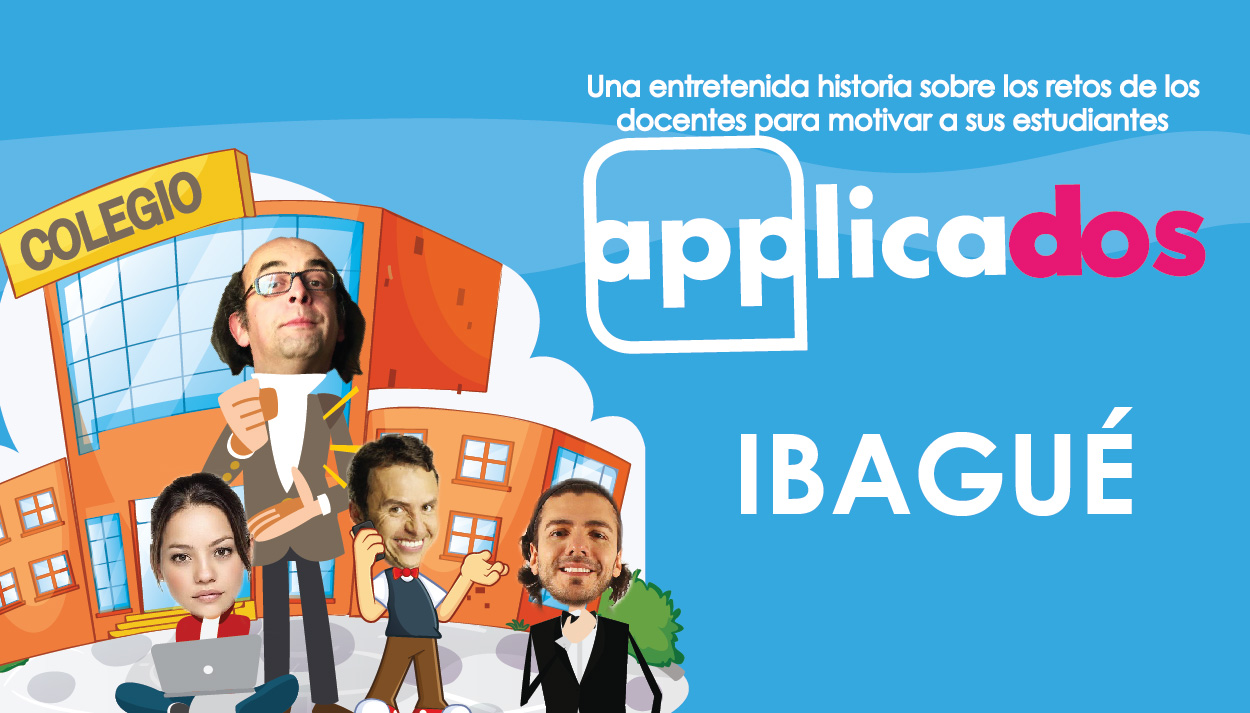 Una entretenida historia sobre los retos de los
docentes para motivar a sus estudiantes
applicados
COLEGIO
IBAGUÉ